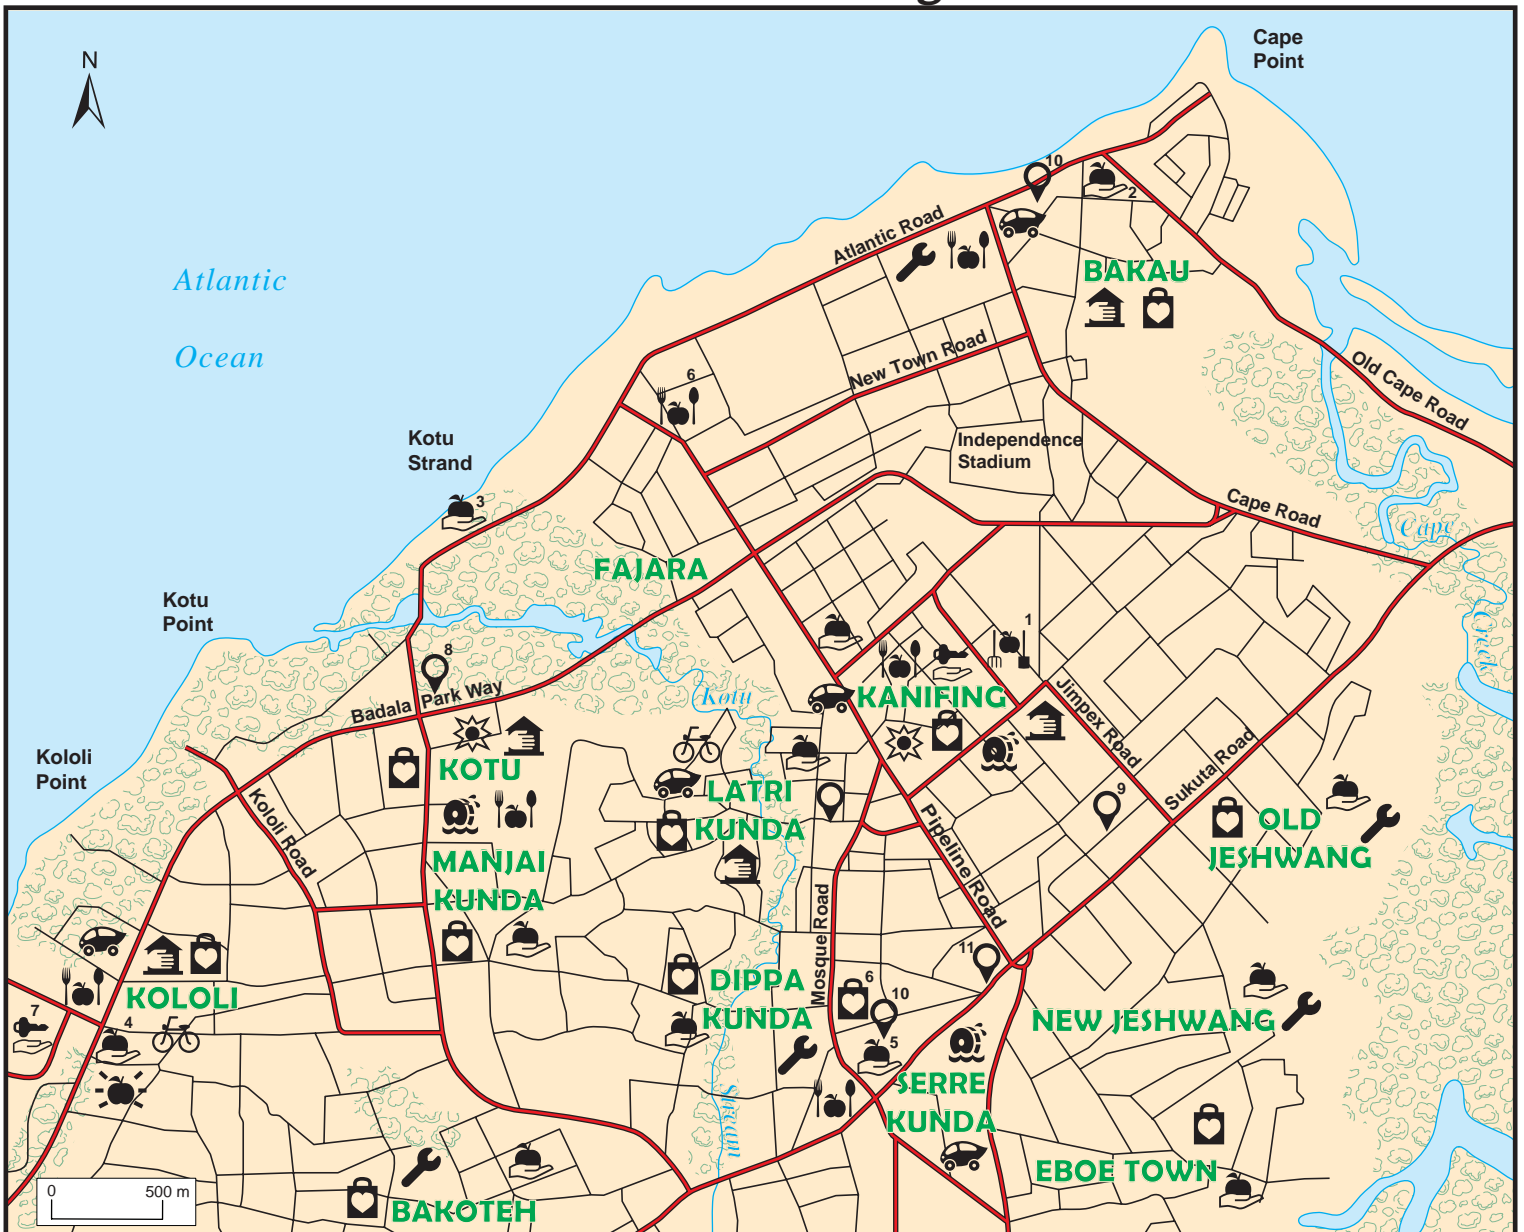 g
Cape
Point
N
10
2
Atlantic Road
BAKAU
Atlantic
Ocean
New Town Road
Old Cape Road
6
Kotu
Strand
Independence
Stadium
3
Cape Road
Cape
FAJARA
Kotu
Point
Creek
1
8
Badala Park Way
Kotu
KANIFING
Jimpex Road
Sukuta Road
Kololi
Point
KOTU
Kololi Road
LATRI
KUNDA
9
Pipeline Road
OLD
JESHWANG
MANJAI
KUNDA
Mosque Road
11
DIPPA
KUNDA
6
10
KOLOLI
7
4
NEW JESHWANG
5
SERRE
KUNDA
Stream
EBOE TOWN
0 500 m
BAKOTEH